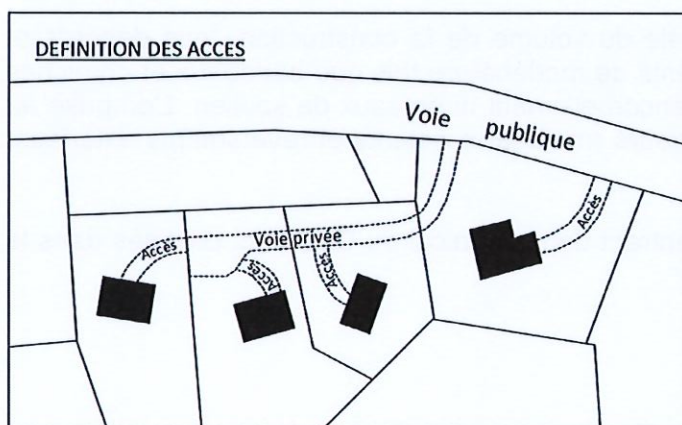 DEFINITION DES ACCES
Voie publique
Accès
Voie privée
Accès
Accès
Accès